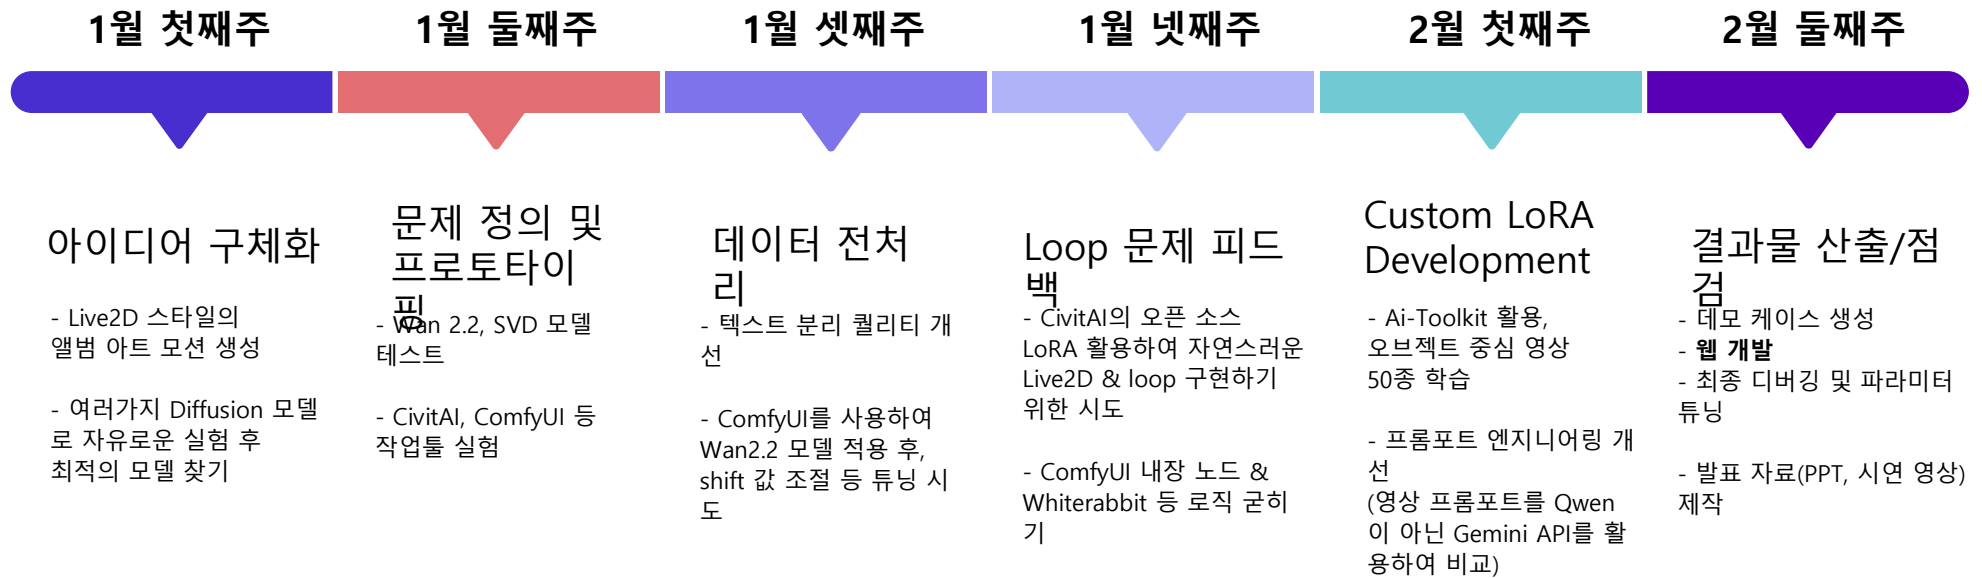 1월 첫째주
1월 둘째주
1월 셋째주
1월 넷째주
2월 첫째주
2월 둘째주
아이디어 구체화
- Live2D 스타일의
앨범 아트 모션 생성
- 여러가지 Diffusion 모델
로 자유로운 실험 후
최적의 모델 찾기
문제 정의 및
프로토타이
핑
- Wan 2.2, SVD 모델
테스트
- CivitAI, ComfyUI 등
작업툴 실험
데이터 전처
리
- 텍스트 분리 퀄리티 개
선
- ComfyUI를 사용하여
Wan2.2 모델 적용 후,
shift 값 조절 등 튜닝 시
도
Loop 문제 피드
백
- CivitAI의 오픈 소스
LoRA 활용하여 자연스러운
Live2D & loop 구현하기
위한 시도
- ComfyUI 내장 노드 &
Whiterabbit 등 로직 굳히
기
Custom LoRA
Development
- Ai-Toolkit 활용,
오브젝트 중심 영상
50종 학습
- 프롬포트 엔지니어링 개
선
(영상 프롬포트를 Qwen
이 아닌 Gemini API를 활
용하여 비교)
결과물 산출/점
검
- 데모 케이스 생성
- 웹 개발
- 최종 디버깅 및 파라미터
튜닝
- 발표 자료(PPT, 시연 영상)
제작